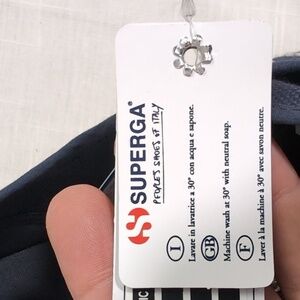 SUPERGA®
PEOPLE'S SHOES OF ITALY
I
Lavare in lavatrice a 30° con acqua e sapone.
GB
Machine wash at 30° with neutral soap.
F
Laver à la machine à 30° avec savon neutre.